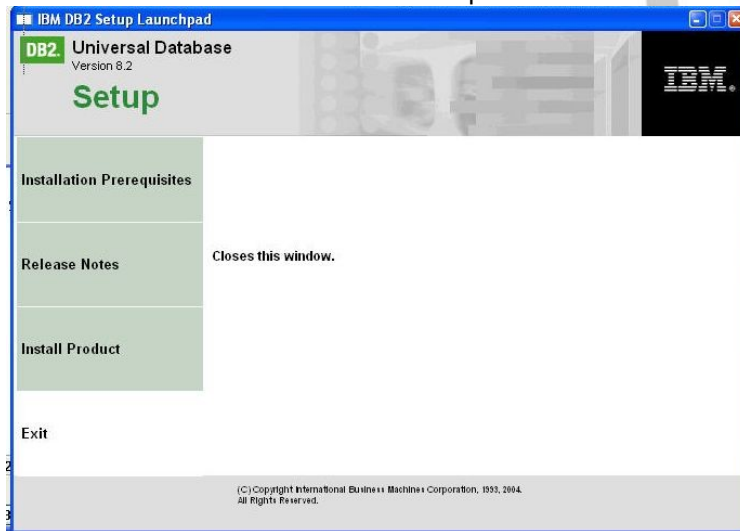 IBM DB2 Setup Launchpad
DB2. Universal Database
Version 8.2
Setup
IBM
Installation Prerequisites
Release Notes
Closes this window.
Install Product
Exit
(C) Copyright International Business Machines Corporation, 1993, 2004.
All Rights Reserved.